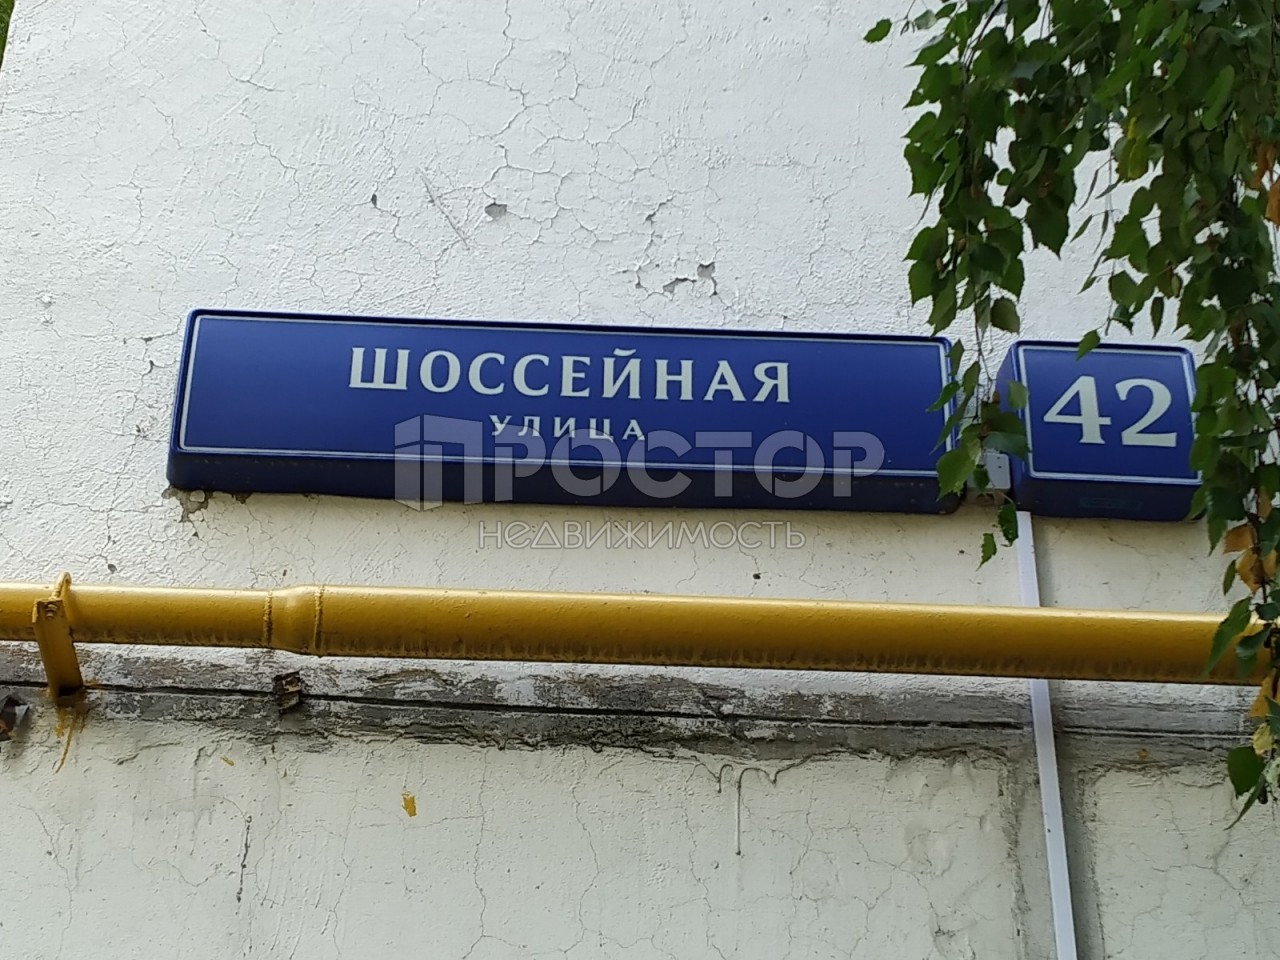 ШОССЕЙНАЯ
УЛИЦА
42
ПРОСТОР
НЕДВИЖИМОСТЬ